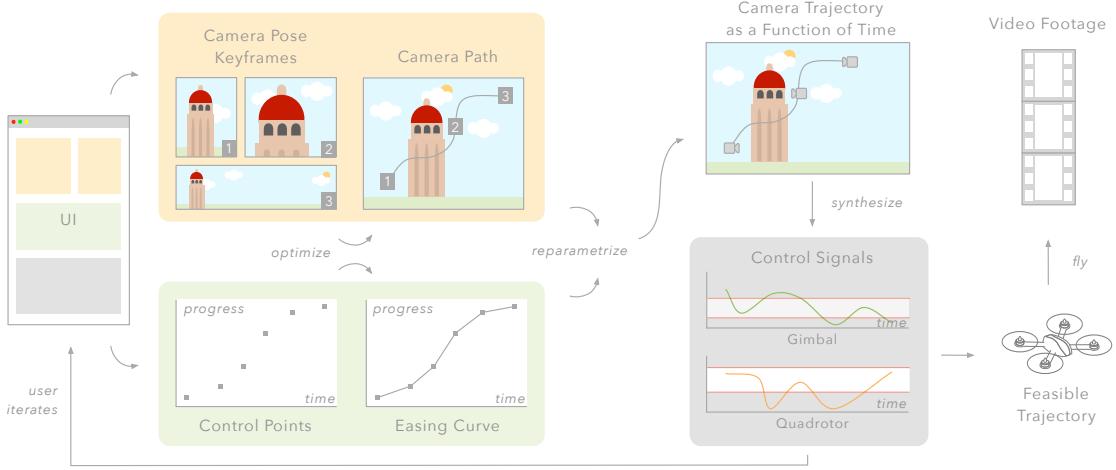 Camera Pose
Keyframes
1
2
3
Camera Path
1
2
3
Camera Trajectory
as a Function of Time
Video Footage
UI
optimize
reparametrize
synthesize
progress
time
Control Points
progress
time
Easing Curve
Control Signals
time
Gimbal
time
Quadrotor
fly
Feasible
Trajectory
user
iterates